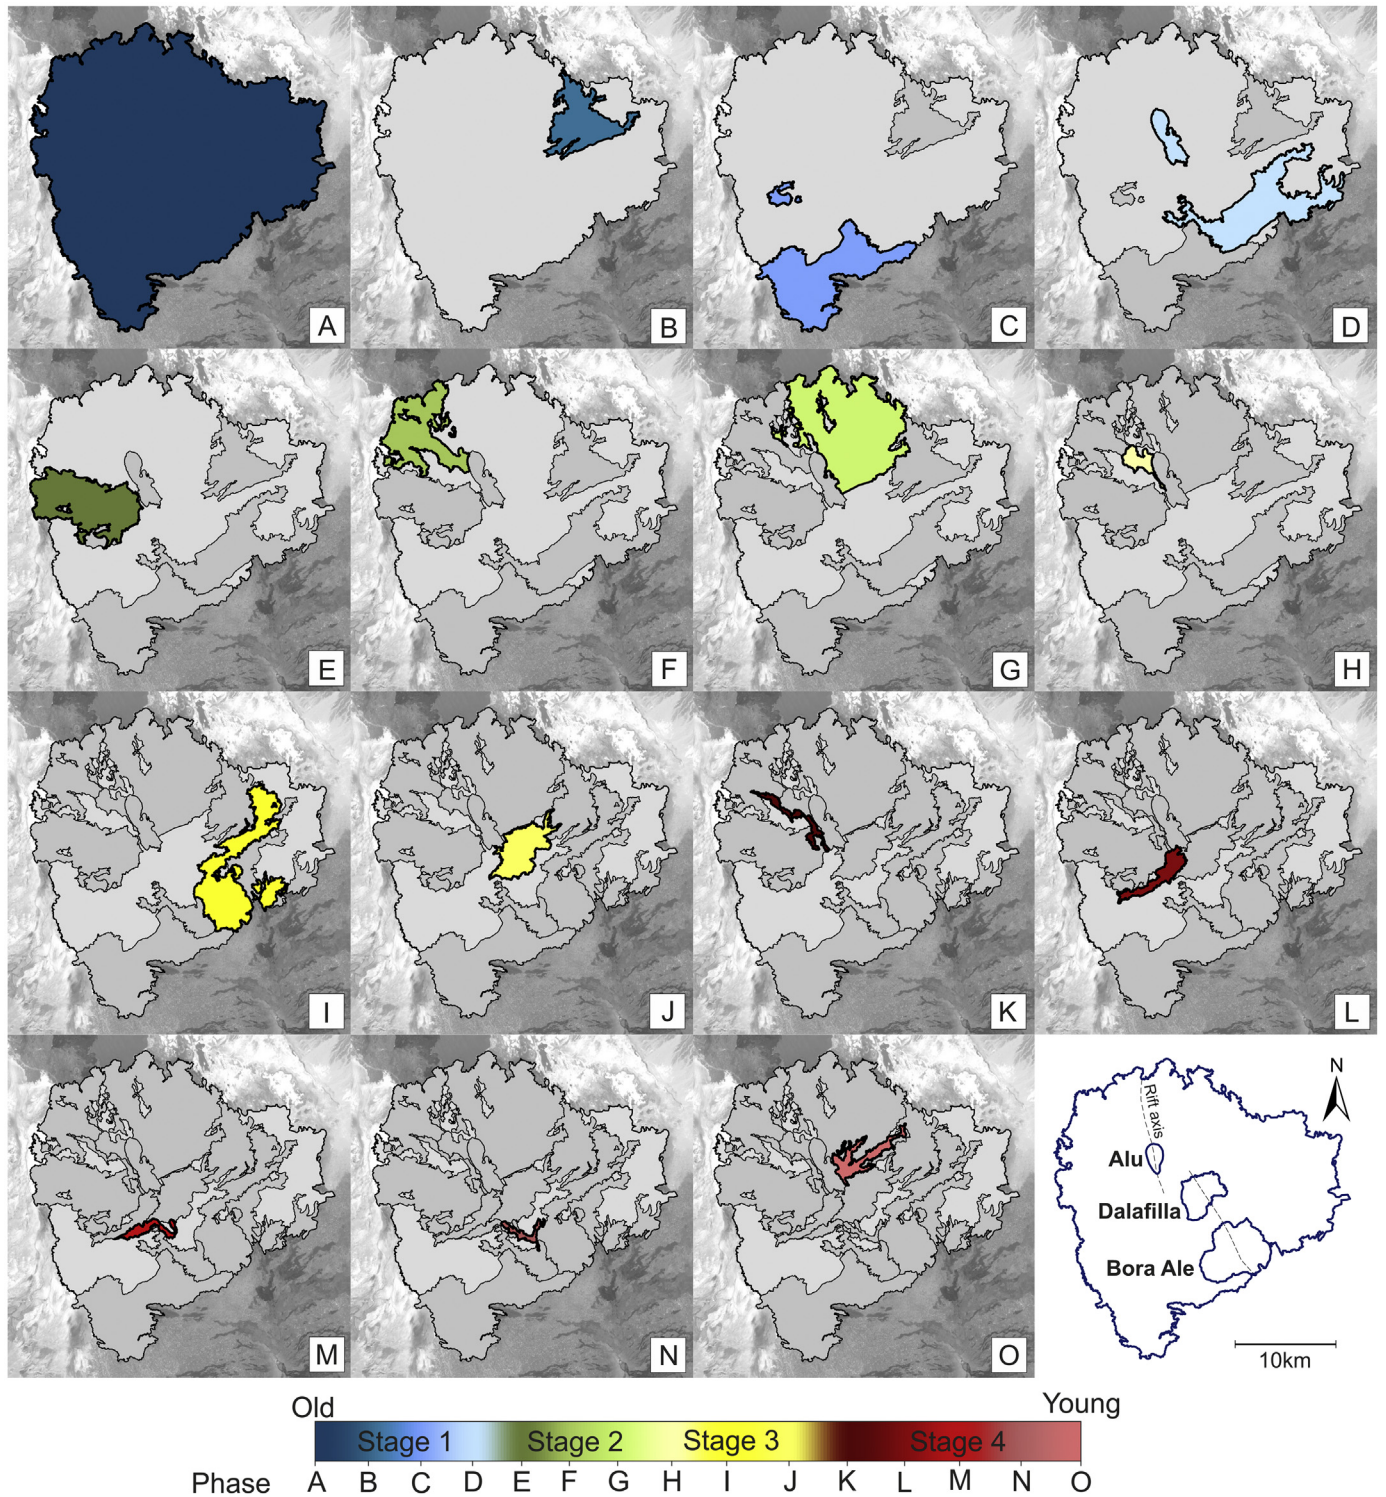 A
B
C
D
E
F
G
H
I
J
K
L
M
N
O
N
Rift axis
Alu
Dalafilla
Bora Ale
10km
Old
Young
Stage 1
Stage 2
Stage 3
Stage 4
Phase A B C D E F G H I J K L M N O